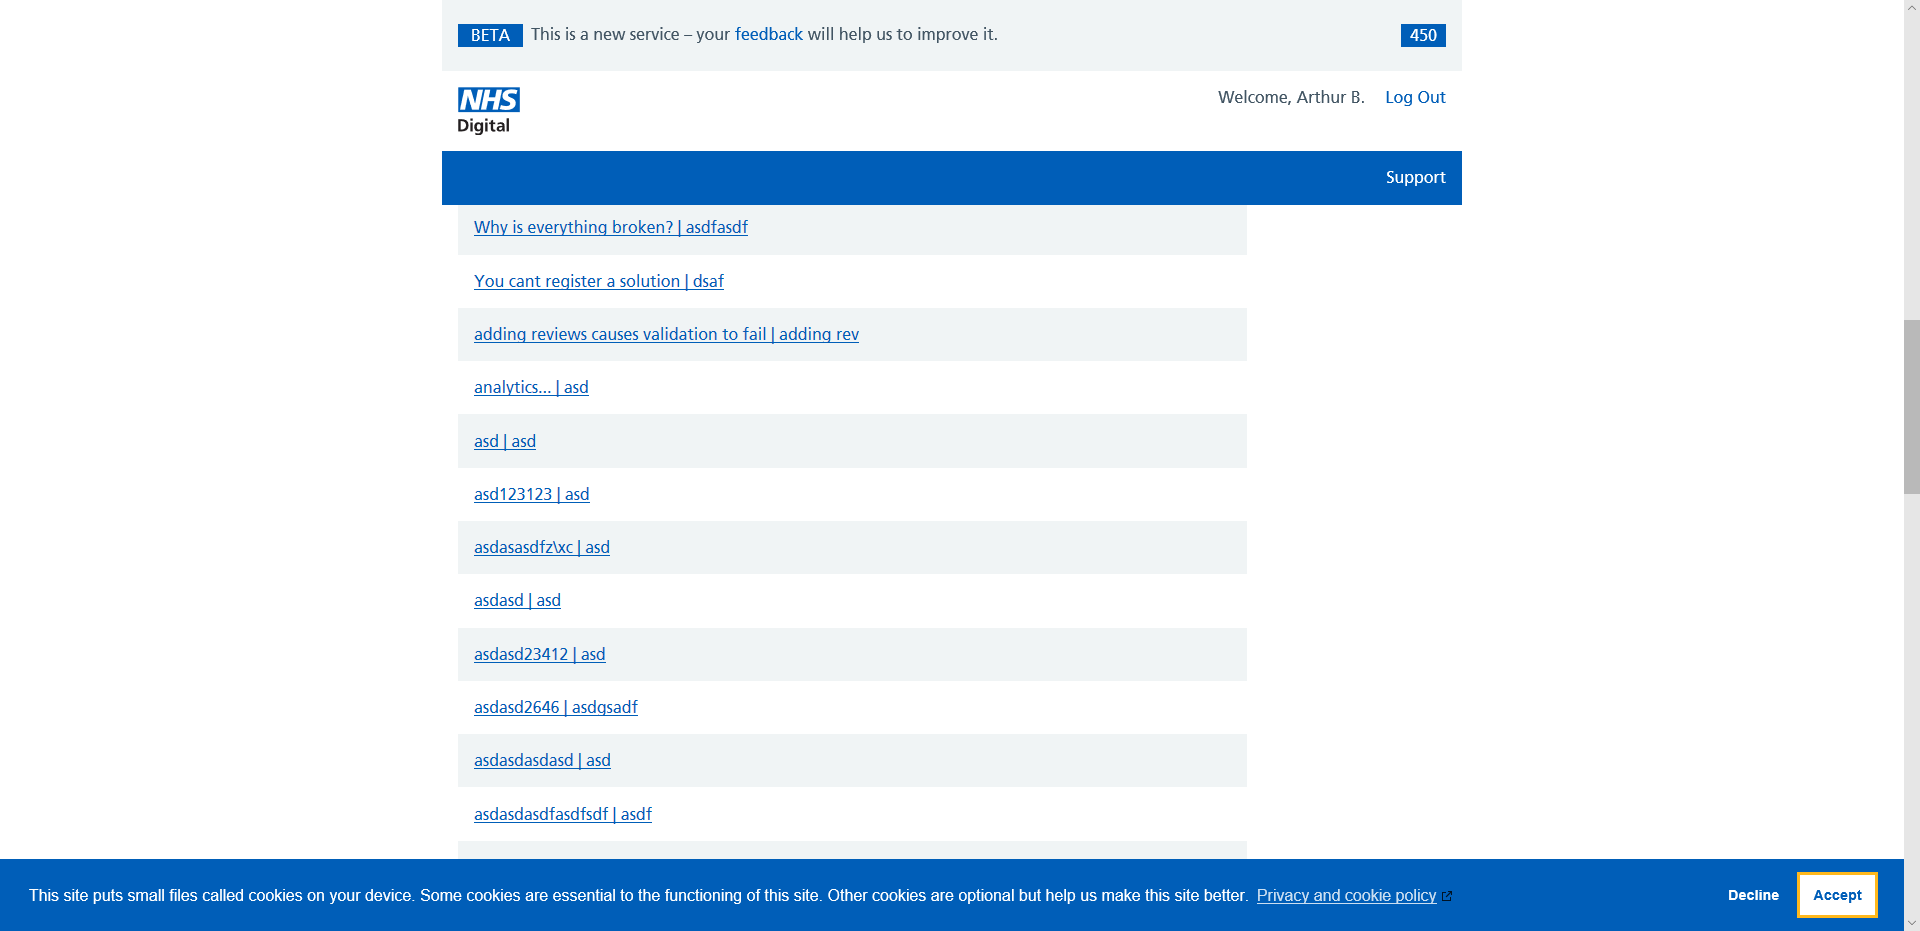 BETA This is a new service – your feedback will help us to improve it. 450
NHS
Digital
Welcome, Arthur B. Log Out
Support
Why is everything broken? | asdfasdf
You cant register a solution | dsaf
adding reviews causes validation to fail | adding rev
analytics... | asd
asd | asd
asd123123 | asd
asdasasdfz\xc | asd
asdasd | asd
asdasd23412 | asd
asdasd2646 | asdgsadf
asdasdasdasd | asd
asdasdasdfasdfsdf | asdf
This site puts small files called cookies on your device. Some cookies are essential to the functioning of this site. Other cookies are optional but help us make this site better. Privacy and cookie policy Decline Accept